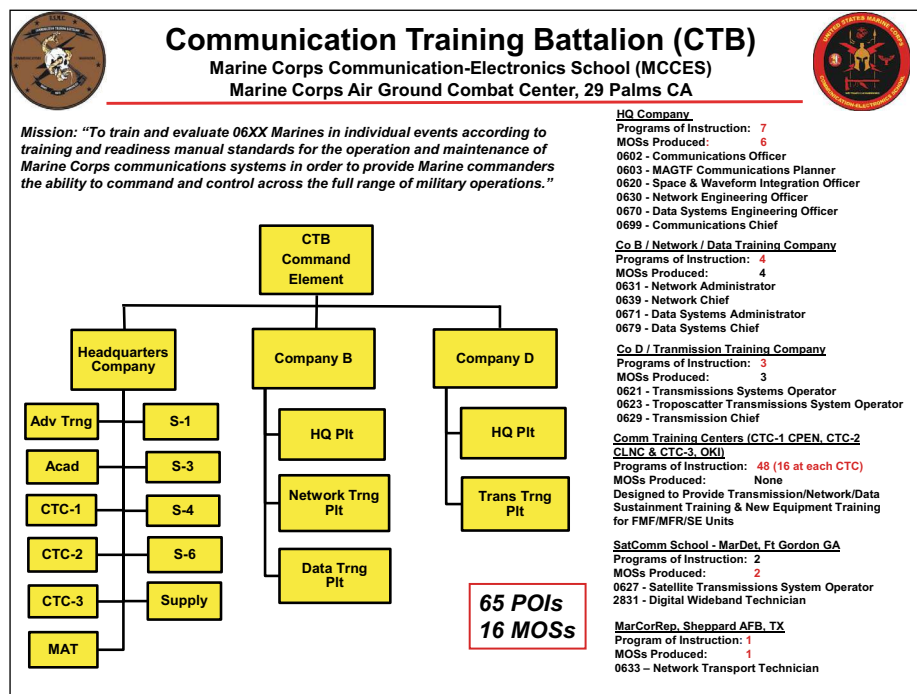 Communication Training Battalion (CTB)
Marine Corps Communication-Electronics School (MCCES)
Marine Corps Air Ground Combat Center, 29 Palms CA
UNITED STATES MARINE CORPS
COMMUNICATION-ELECTRONICS SCHOOL
Mission: “To train and evaluate 06XX Marines in individual events according to
training and readiness manual standards for the operation and maintenance of
Marine Corps communications systems in order to provide Marine commanders
the ability to command and control across the full range of military operations.”
CTB
Command
Element
Headquarters
Company
Company B
Company D
Adv Trng
S-1
Acad
S-3
CTC-1
S-4
CTC-2
S-6
CTC-3
Supply
MAT
HQ Plt
Network Trng
Plt
Data Trng
Plt
HQ Plt
Trans Trng
Plt
65 POIs
16 MOSs
HQ Company
Programs of Instruction: 7
MOSs Produced: 6
0602 - Communications Officer
0603 - MAGTF Communications Planner
0620 - Space & Waveform Integration Officer
0630 - Network Engineering Officer
0670 - Data Systems Engineering Officer
0699 - Communications Chief
Co B / Network / Data Training Company
Programs of Instruction: 4
MOSs Produced: 4
0631 - Network Administrator
0639 - Network Chief
0671 - Data Systems Administrator
0679 - Data Systems Chief
Co D / Tranmission Training Company
Programs of Instruction: 3
MOSs Produced: 3
0621 - Transmissions Systems Operator
0623 - Troposcatter Transmissions System Operator
0629 - Transmission Chief
Comm Training Centers (CTC-1 CPEN, CTC-2
CLNC & CTC-3, OKI)
Programs of Instruction: 48 (16 at each CTC)
MOSs Produced: None
Designed to Provide Transmission/Network/Data
Sustainment Training & New Equipment Training
for FMF/MFR/SE Units
SatComm School - MarDet, Ft Gordon GA
Programs of Instruction: 2
MOSs Produced: 2
0627 - Satellite Transmissions System Operator
2831 - Digital Wideband Technician
MarCorRep, Sheppard AFB, TX
Program of Instruction: 1
MOSs Produced: 1
0633 – Network Transport Technician